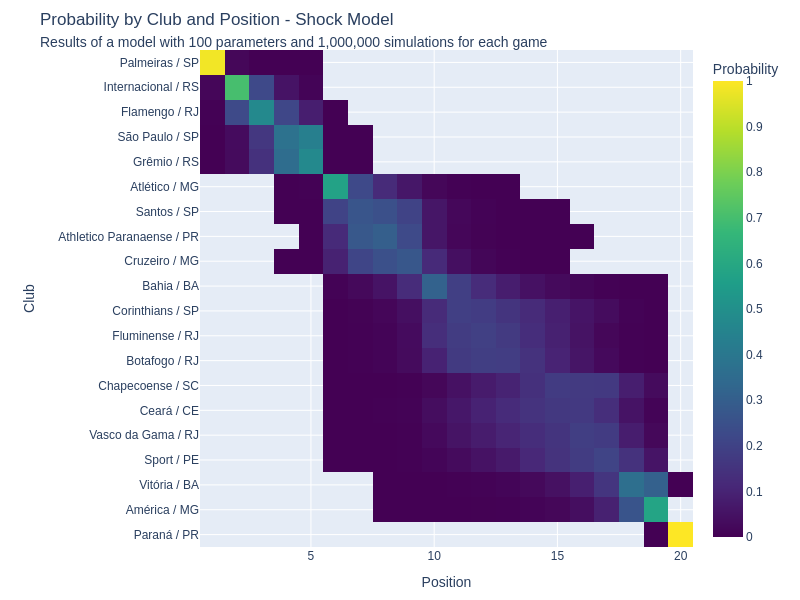 Probability by Club and Position - Shock Model
Results of a model with 100 parameters and 1,000,000 simulations for each game
Probability
Palmeiras / SP
Internacional / RS
Flamengo / RJ
São Paulo / SP
Grêmio / RS
Atlético / MG
Santos / SP
Athletico Paranaense / PR
Cruzeiro / MG
Bahia / BA
Corinthians / SP
Fluminense / RJ
Botafogo / RJ
Chapecoense / SC
Ceará / CE
Vasco da Gama / RJ
Sport / PE
Vitória / BA
América / MG
Paraná / PR
Club
5
10
15
20
Position
1
0.9
0.8
0.7
0.6
0.5
0.4
0.3
0.2
0.1
0